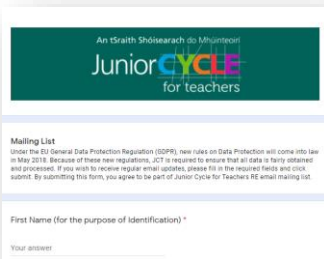 An tSraith Shóisearach do Mhúinteoirí
Junior CYCLE
for teachers
Mailing List
Under the EU General Data Protection Regulation (GDPR), new rules on Data Protection will come into law
in May 2018. Because of these new regulations, JCT is required to ensure that all data is fairly obtained
and processed. If you wish to receive regular email updates, please fill in the required fields and click
submit. By submitting this form, you agree to be part of Junior Cycle for Teachers RE email mailing list.
First Name (for the purpose of Identification) *
Your answer